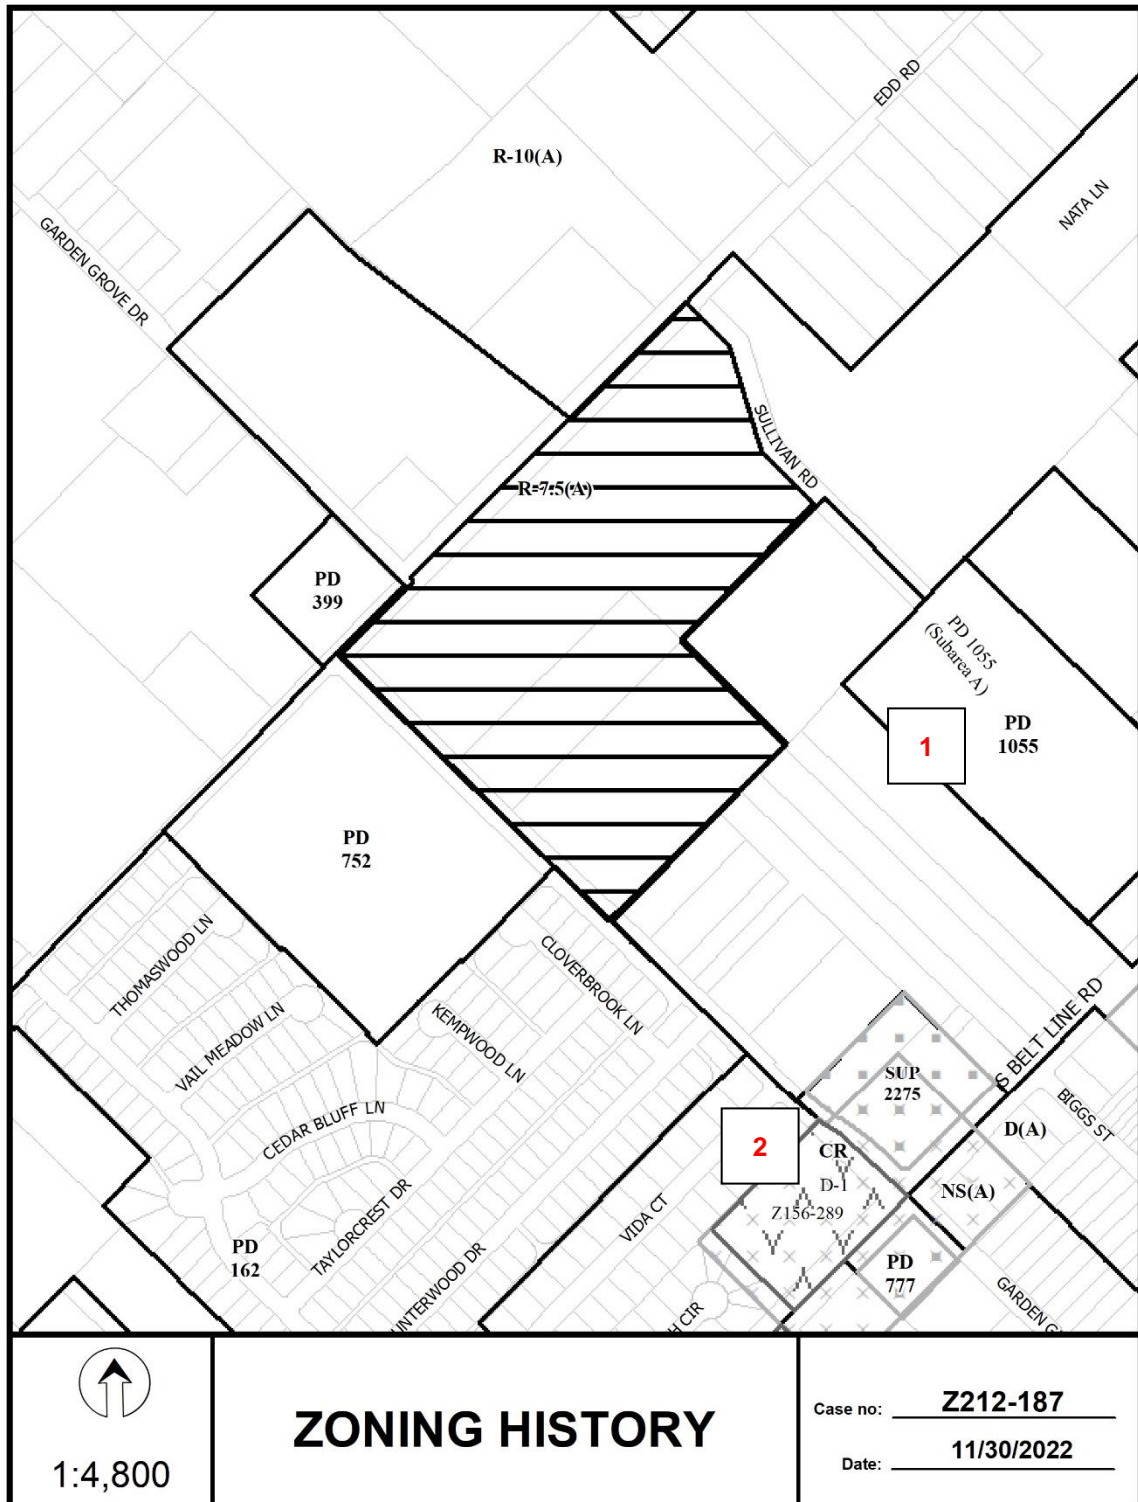 EDD RD
R-10(A)
NATA LN
GARDEN GROVE DR
SULLIVAN RD
R-7.5(A)
PD
399
PD 1055
(Subarea A)
PD
1055
1
PD
752
THOMASWOOD LN
CLOVERBROOK LN
VAIL MEADOW LN
KEMPWOOD LN
S BELT LINE RD
CEDAR BLUFF LN
SUP
2275
BIGGS ST
D(A)
2
CR
D-1
NS(A)
Z156-289
TAYLORCREST DR
VIDA CT
PD
162
UNTERWOOD DR
PD
777
H CIR
GARDEN G
1:4,800
ZONING HISTORY
Case no: Z212-187
Date: 11/30/2022